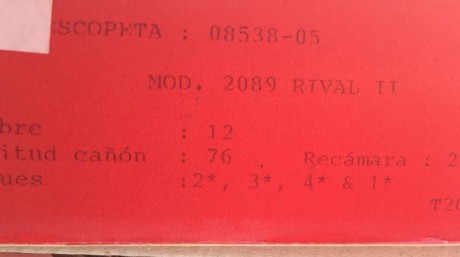 SCOPETA : 08538-05
MOD. 2089 RIVAL II
bre : 12
itud cañón : 76 Recámara : 2
ues :2*, 3*, 4* & 1*
T20